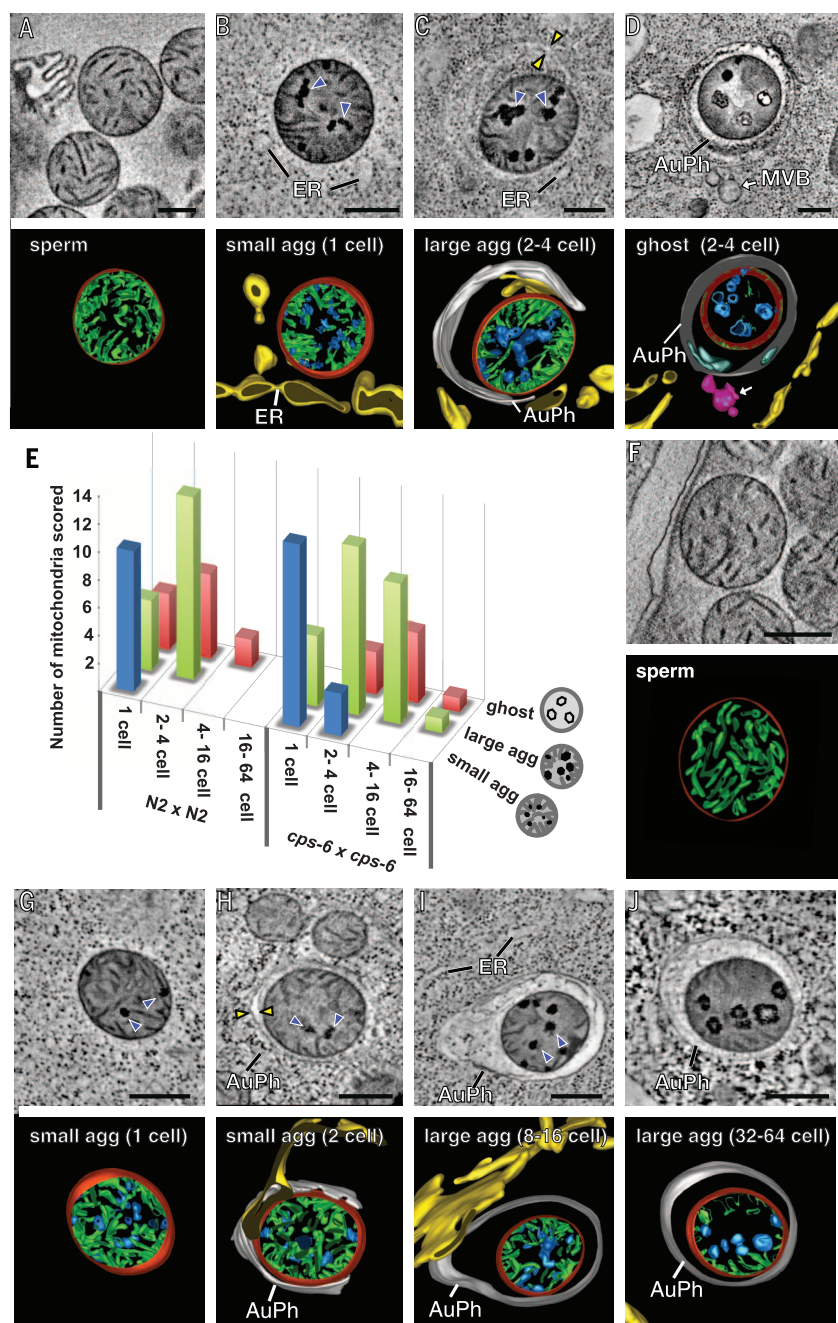 A
B
C
D
ER
ER
AuPh
MVB
sperm
small agg (1 cell)
large agg (2-4 cell)
ghost (2-4 cell)
ER
AuPh
AuPh
E
F
Number of mitochondria scored
14
12
10
8
6
4
2
1 cell
2- 4 cell
4- 16 cell
16- 64 cell
1 cell
2- 4 cell
4- 16 cell
16- 64 cell
N2 x N2
cps-6 x cps-6
ghost
large agg
small agg
sperm
G
H
I
J
AuPh
ER
AuPh
AuPh
small agg (1 cell)
small agg (2 cell)
large agg (8-16 cell)
large agg (32-64 cell)
AuPh
AuPh
AuPh